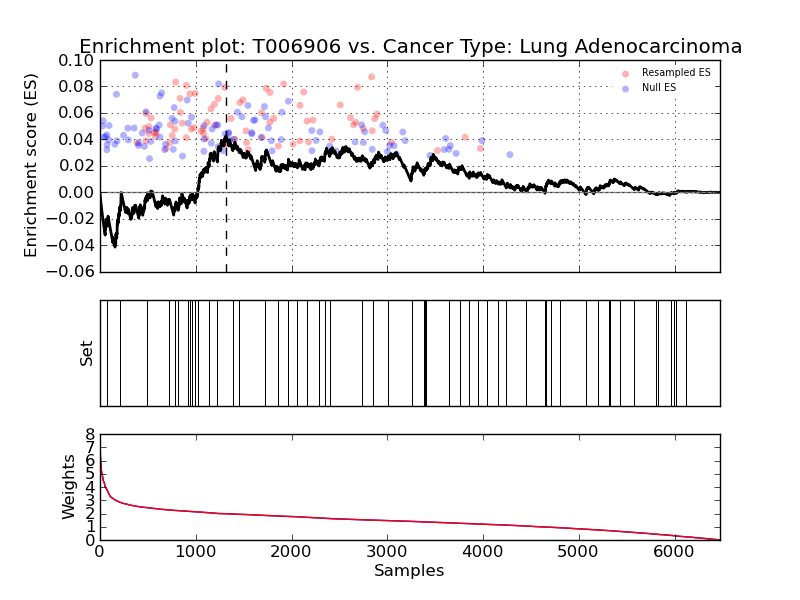 Enrichment plot: T006906 vs. Cancer Type: Lung Adenocarcinoma
Enrichment score (ES)
0.10
0.08
0.06
0.04
0.02
0.00
−0.02
−0.04
−0.06
Resampled ES
Null ES
Set
Weights
8
7
6
5
4
3
2
1
0
0 1000 2000 3000 4000 5000 6000
Samples